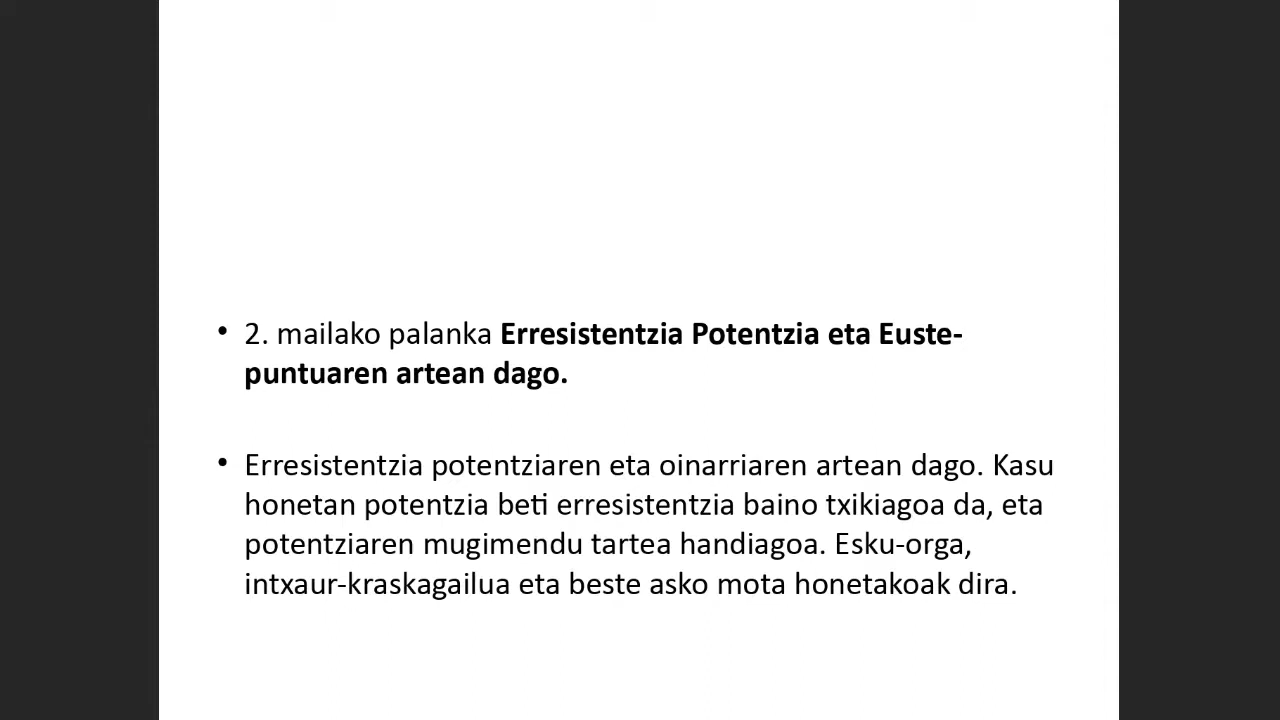 • 2. mailako palanka Erresistentzia Potentzia eta Euste-
puntuaren artean dago.
• Erresistentzia potentziaren eta oinarriaren artean dago. Kasu
honetan potentzia beti erresistentzia baino txikiagoa da, eta
potentziaren mugimendu tartea handiagoa. Esku-orga,
intxaur-kraskagailua eta beste asko mota honetakoak dira.